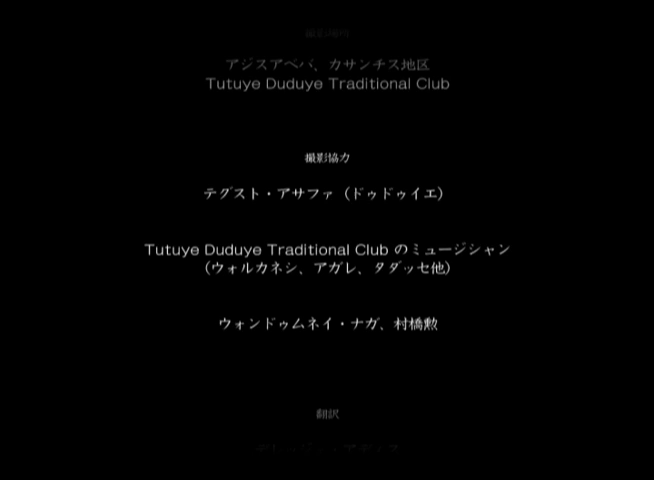 撮影場所
アジスアベバ、カサンチス地区
Tutuye Duduye Traditional Club
撮影協力
テグスト・アサファ（ドゥドゥイエ）
Tutuye Duduye Traditional Club のミュージシャン
（ウォルカネシ、アガレ、タダッセ他）
ウォンドゥムネイ・ナガ、村橋勲
翻訳